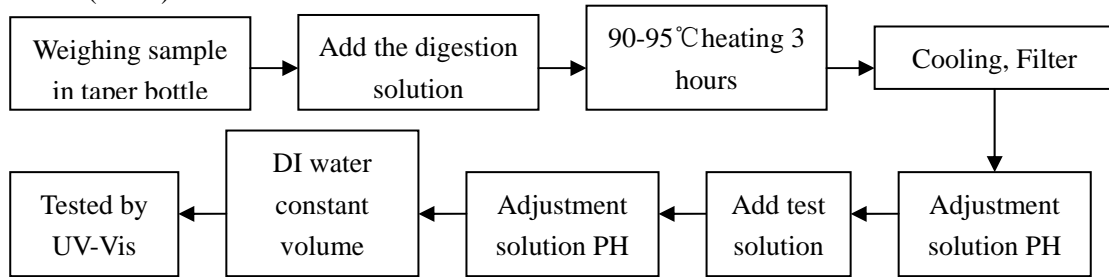 Weighing sample
in taper bottle
Add the digestion
solution
90-95℃heating 3
hours
Cooling, Filter
Adjustment
solution PH
Add test
solution
Adjustment
solution PH
DI water
constant
volume
Tested by
UV-Vis